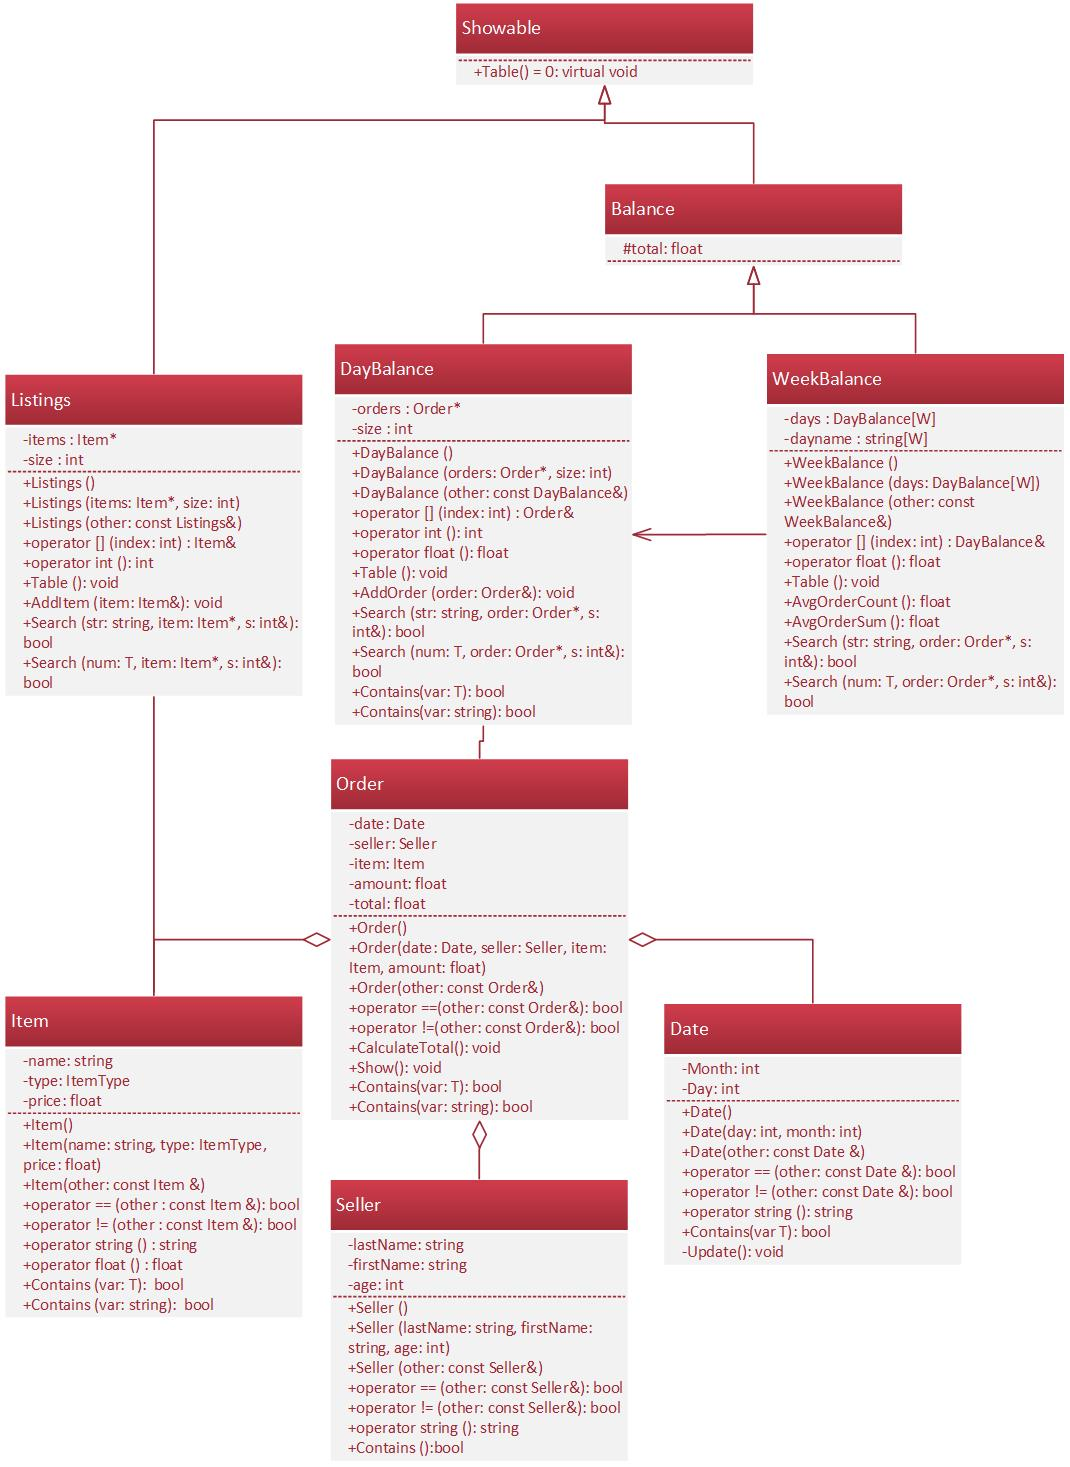 Showable
+Table() = 0: virtual void
Balance
#total: float
Listings
-items : Item*
-size : int
+Listings ()
+Listings (items: Item*, size: int)
+Listings (other: const Listings&)
+operator [] (index: int) : Item&
+operator int (): int
+Table (): void
+AddItem (item: Item&): void
+Search (str: string, item: Item*, s: int&):
bool
+Search (num: T, item: Item*, s: int&):
bool
DayBalance
-orders : Order*
-size : int
+DayBalance ()
+DayBalance (orders: Order*, size: int)
+DayBalance (other: const DayBalance&)
+operator [] (index: int) : Order&
+operator int (): int
+operator float (): float
+Table (): void
+AddOrder (order: Order&): void
+Search (str: string, order: Order*, s:
int&): bool
+Search (num: T, order: Order*, s: int&):
bool
+Contains(var: T): bool
+Contains(var: string): bool
WeekBalance
-days : DayBalance[W]
-dayname : string[W]
+WeekBalance ()
+WeekBalance (days: DayBalance[W])
+WeekBalance (other: const
WeekBalance&)
+operator [] (index: int) : DayBalance&
+operator float (): float
+Table (): void
+AvgOrderCount (): float
+AvgOrderSum (): float
+Search (str: string, order: Order*, s:
int&): bool
+Search (num: T, order: Order*, s: int&):
bool
Order
-date: Date
-seller: Seller
-item: Item
-amount: float
-total: float
+Order()
+Order(date: Date, seller: Seller, item:
Item, amount: float)
+Order(other: const Order&)
+operator ==(other: const Order&): bool
+operator !=(other: const Order&): bool
+CalculateTotal(): void
+Show(): void
+Contains(var: T): bool
+Contains(var: string): bool
Item
-name: string
-type: ItemType
-price: float
+Item()
+Item(name: string, type: ItemType,
price: float)
+Item(other: const Item &)
+operator == (other : const Item &): bool
+operator != (other : const Item &): bool
+operator string () : string
+operator float () : float
+Contains (var: T): bool
+Contains (var: string): bool
Date
-Month: int
-Day: int
+Date()
+Date(day: int, month: int)
+Date(other: const Date &)
+operator == (other: const Date &): bool
+operator != (other: const Date &): bool
+operator string (): string
+Contains(var T): bool
-Update(): void
Seller
-lastName: string
-firstName: string
-age: int
+Seller ()
+Seller (lastName: string, firstName:
string, age: int)
+Seller (other: const Seller&)
+operator == (other: const Seller&): bool
+operator != (other: const Seller&): bool
+operator string (): string
+Contains ():bool